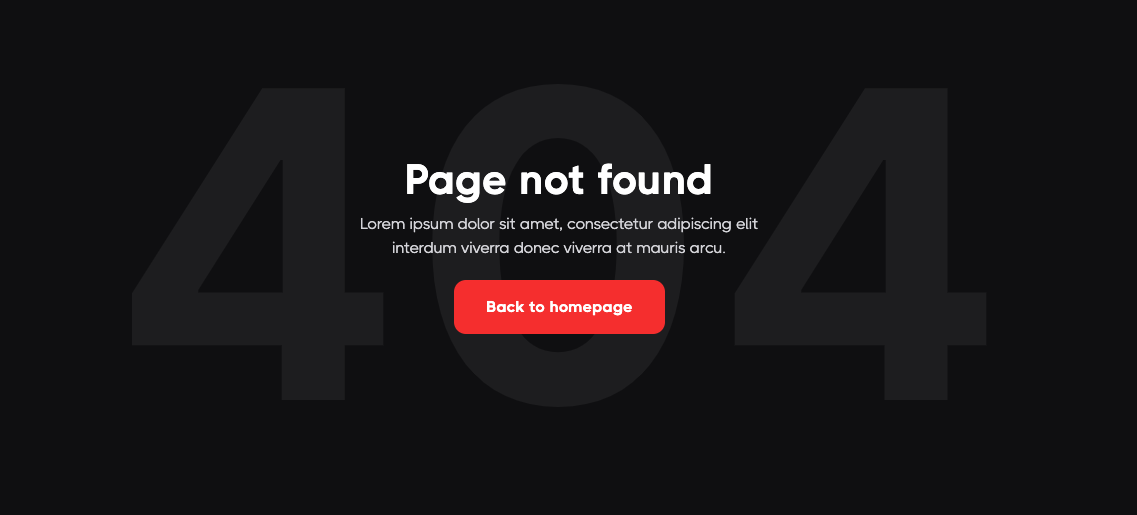 404
Page not found
Lorem ipsum dolor sit amet, consectetur adipiscing elit
interdum viverra donec viverra at mauris arcu.
Back to homepage